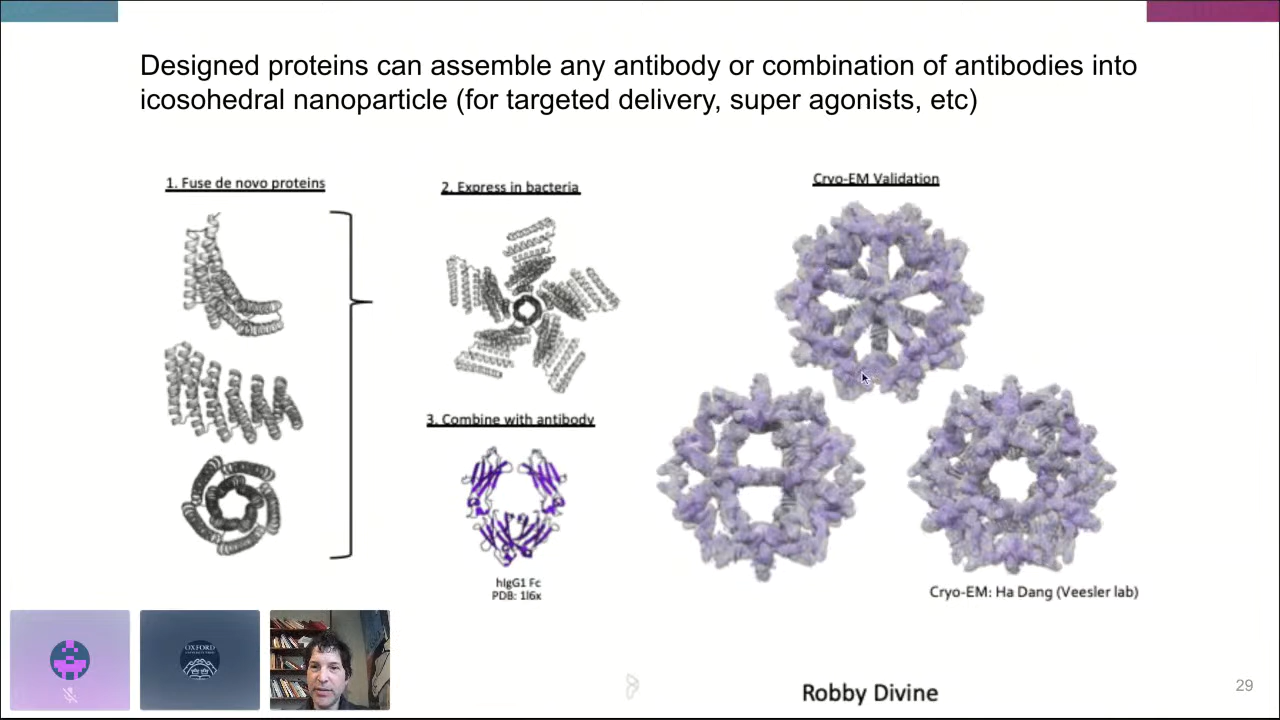 Designed proteins can assemble any antibody or combination of antibodies into
icosohedral nanoparticle (for targeted delivery, super agonists, etc)
1. Fuse de novo proteins
2. Express in bacteria
3. Combine with antibody
hIgG1 Fc
PDB: 1l6x
Cryo-EM Validation
Cryo-EM: Ha Dang (Veesler lab)
OXFORD
Robby Divine
29